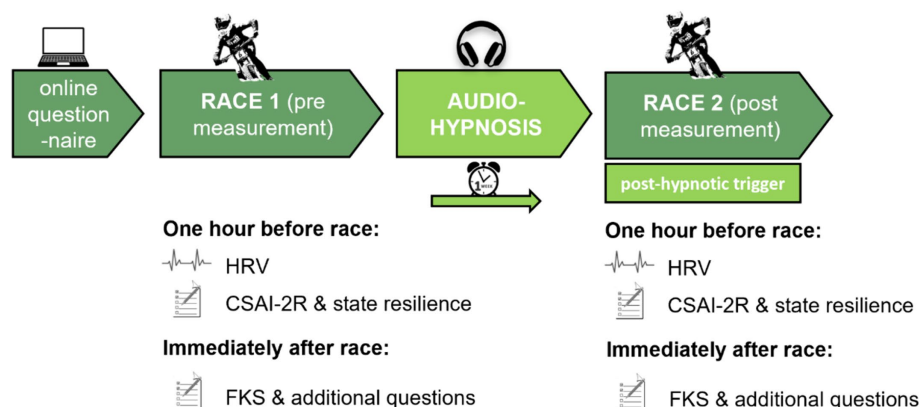 online
question
-naire
RACE 1 (pre
measurement)
AUDIO-
HYPNOSIS
RACE 2 (post
measurement)
1
WEEK
post-hypnotic trigger
One hour before race:
HRV
CSAI-2R & state resilience
Immediately after race:
FKS & additional questions
One hour before race:
HRV
CSAI-2R & state resilience
Immediately after race:
FKS & additional questions